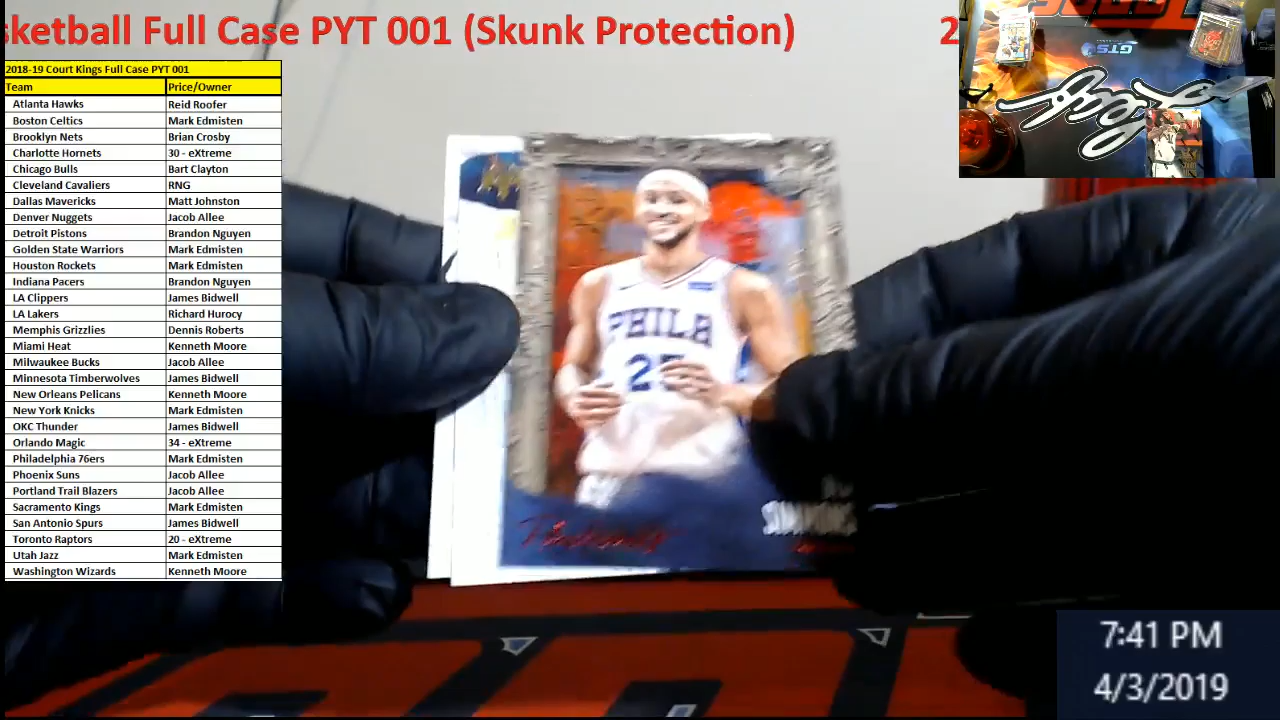 sketball Full Case PYT 001 (Skunk Protection)
2
2018-19 Court Kings Full Case PYT 001
Team Price/Owner
Atlanta Hawks Reid Roofer
Boston Celtics Mark Edmisten
Brooklyn Nets Brian Crosby
Charlotte Hornets 30 - eXtreme
Chicago Bulls Bart Clayton
Cleveland Cavaliers RNG
Dallas Mavericks Matt Johnston
Denver Nuggets Jacob Allee
Detroit Pistons Brandon Nguyen
Golden State Warriors Mark Edmisten
Houston Rockets Mark Edmisten
Indiana Pacers Brandon Nguyen
LA Clippers James Bidwell
LA Lakers Richard Hurocy
Memphis Grizzlies Dennis Roberts
Miami Heat Kenneth Moore
Milwaukee Bucks Jacob Allee
Minnesota Timberwolves James Bidwell
New Orleans Pelicans Kenneth Moore
New York Knicks Mark Edmisten
OKC Thunder James Bidwell
Orlando Magic 34 - eXtreme
Philadelphia 76ers Mark Edmisten
Phoenix Suns Jacob Allee
Portland Trail Blazers Jacob Allee
Sacramento Kings Mark Edmisten
San Antonio Spurs James Bidwell
Toronto Raptors 20 - eXtreme
Utah Jazz Mark Edmisten
Washington Wizards Kenneth Moore
PHILA
25
SIMMONS
GTS
Leaf
7:41 PM
4/3/2019